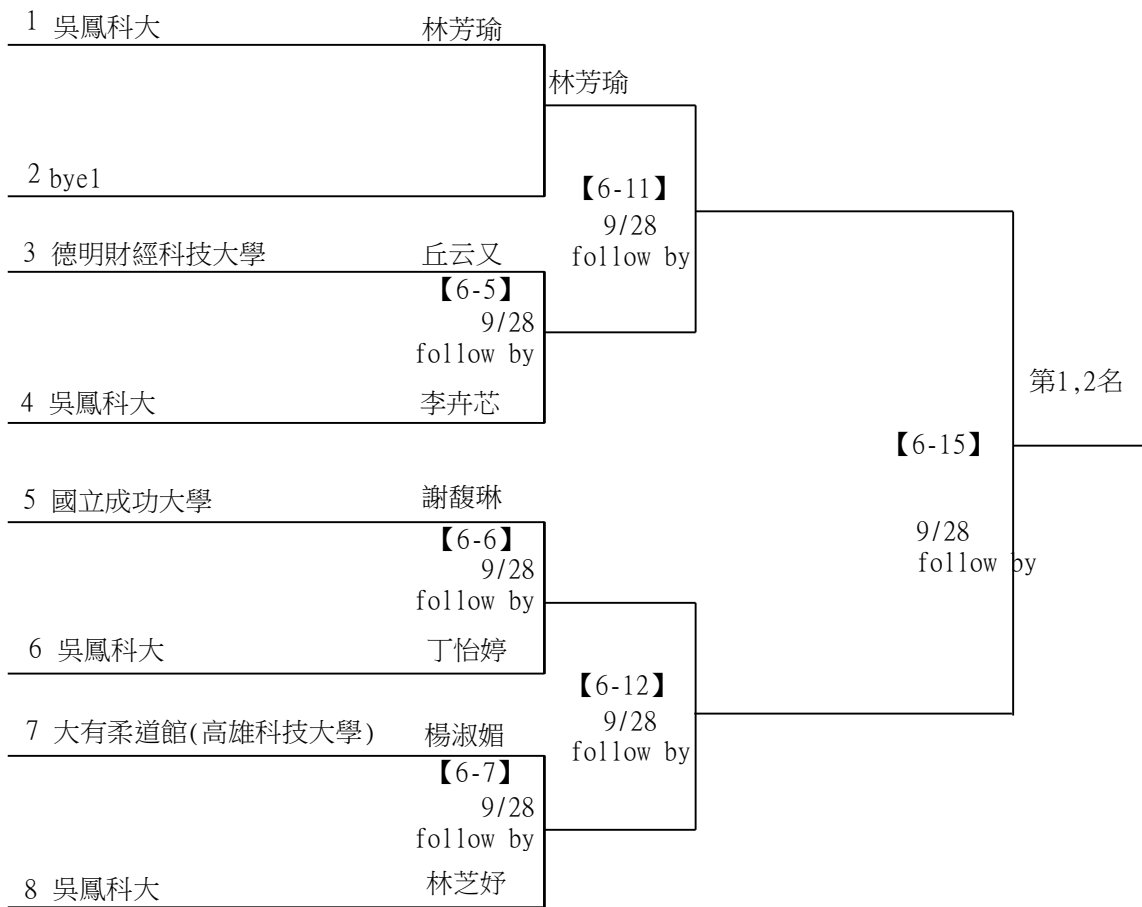 1 吳鳳科大 林芳瑜
林芳瑜
2 bye1
【6-11】
9/28
follow by
3 德明財經科技大學 丘云又
【6-5】
9/28
follow by
4 吳鳳科大 李卉芯
第1,2名
【6-15】
9/28
follow by
5 國立成功大學 謝馥琳
【6-6】
9/28
follow by
6 吳鳳科大 丁怡婷
【6-12】
9/28
follow by
7 大有柔道館(高雄科技大學) 楊淑媚
【6-7】
9/28
follow by
8 吳鳳科大 林芝妤